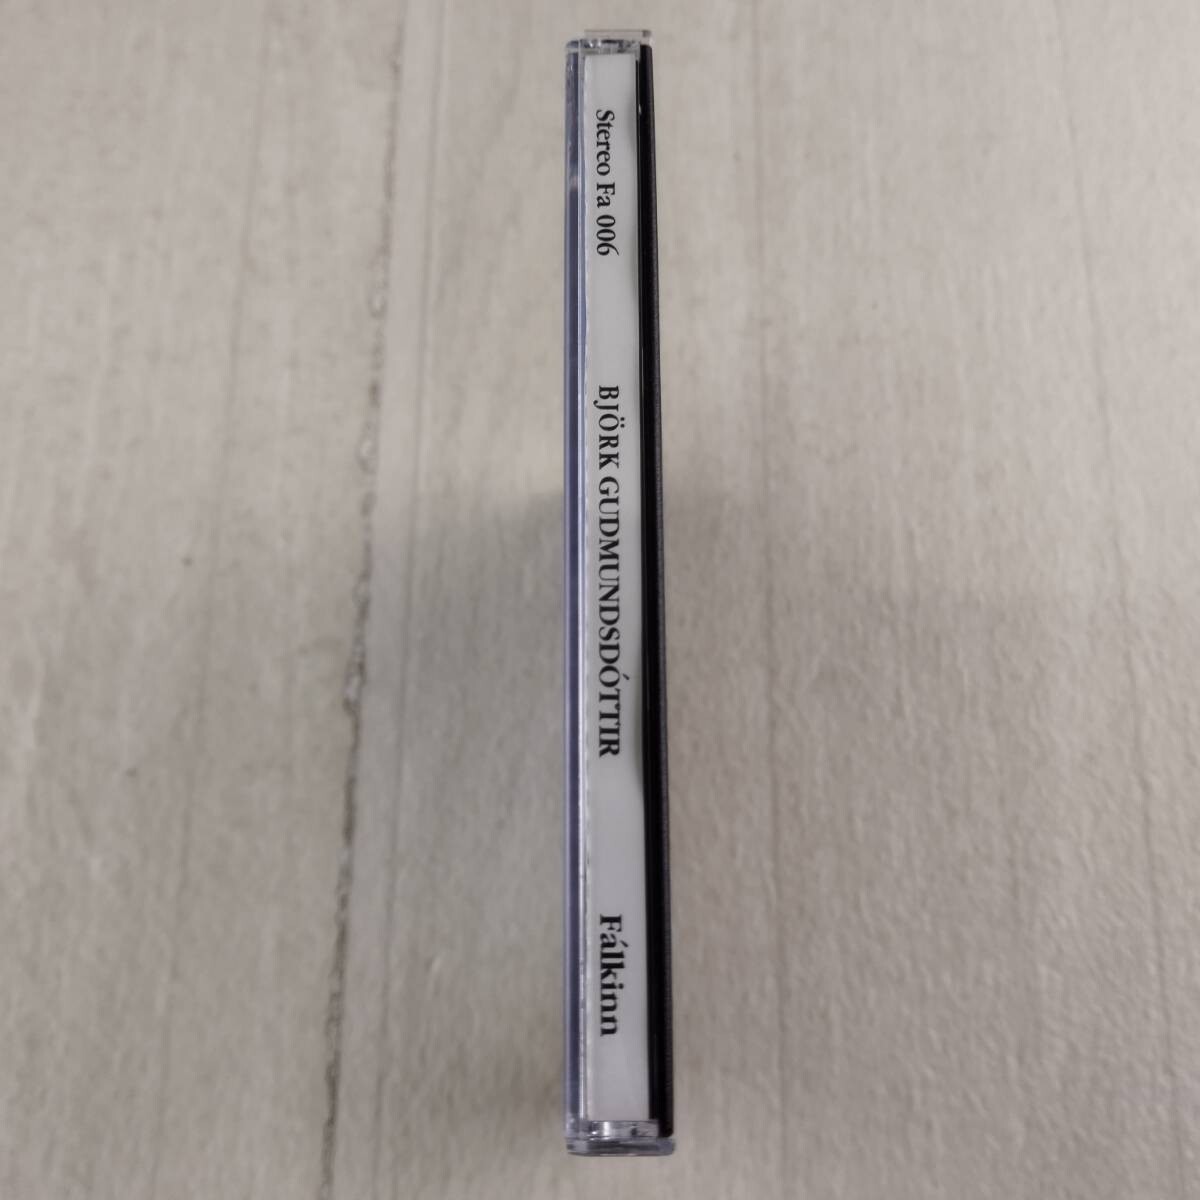 Stereo Fa 006
BJÖRK GUDMUNDSDÓTTIR
Fálkinn